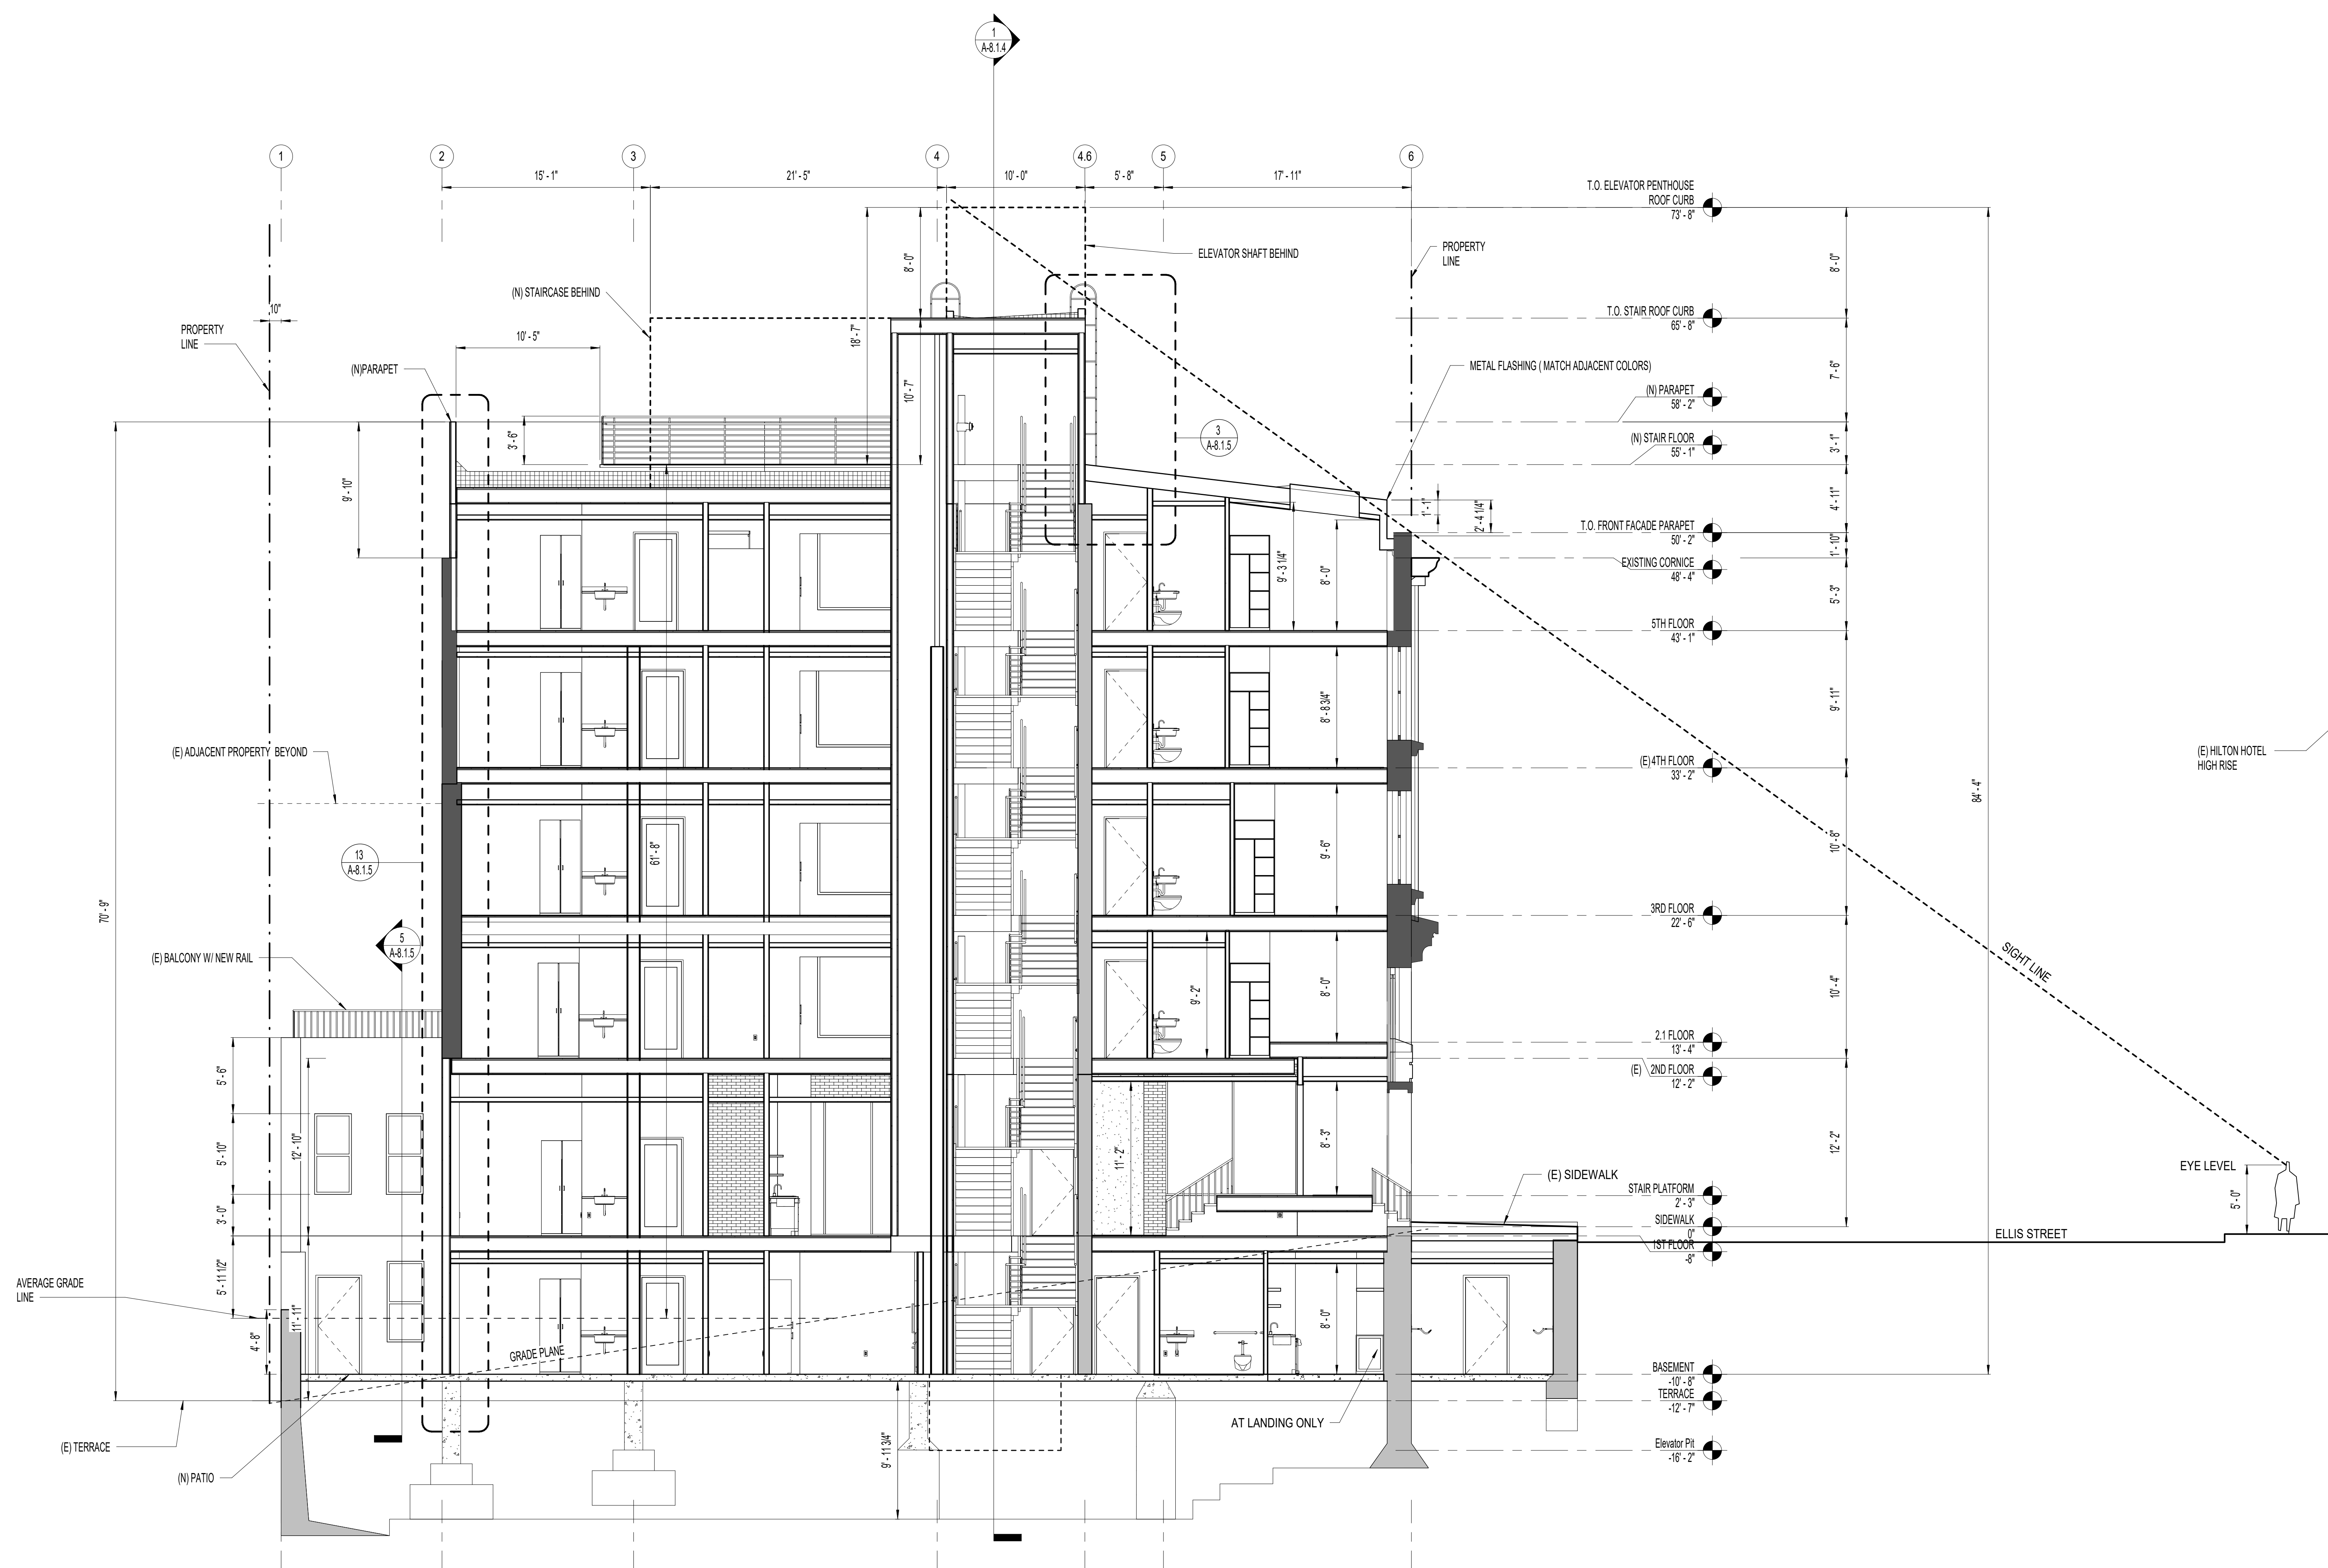 1
A-8.1.4
1
2
3
4
4.6
5
6
15' - 1"
21' - 5"
10' - 0"
5' - 8"
17' - 11"
T.O. ELEVATOR PENTHOUSE
ROOF CURB
73' - 8"
PROPERTY
LINE
ELEVATOR SHAFT BEHIND
8' - 0"
8' - 0"
(N) STAIRCASE BEHIND
10"
PROPERTY
LINE
T.O. STAIR ROOF CURB
65' - 8"
10' - 5"
18' - 7"
(N)PARAPET
10' - 7"
METAL FLASHING ( MATCH ADJACENT COLORS)
7' - 6"
(N) PARAPET
58' - 2"
3' - 6"
3
A-8.1.5
(N) STAIR FLOOR
55' - 1"
3' - 1"
9' - 10"
4' - 11"
1' - 1"
2' - 4 1/4"
T.O. FRONT FACADE PARAPET
50' - 2"
1' - 10"
EXISTING CORNICE
48' - 4"
9' - 3 1/4"
8' - 0"
5' - 3"
5TH FLOOR
43' - 1"
8' - 8 3/4"
9' - 11"
(E) ADJACENT PROPERTY BEYOND
(E) HILTON HOTEL
HIGH RISE
(E) 4TH FLOOR
33' - 2"
84' - 4"
13
A-8.1.5
61' - 8"
9' - 6"
10' - 8"
70' - 9"
3RD FLOOR
22' - 6"
5
A-8.1.5
(E) BALCONY W/ NEW RAIL
SIGHT LINE
9' - 2"
8' - 0"
10' - 4"
2.1 FLOOR
13' - 4"
(E) 2ND FLOOR
12' - 2"
5' - 6"
5' - 10"
12' - 10"
11' - 2"
8' - 3"
12' - 2"
(E) SIDEWALK
EYE LEVEL
STAIR PLATFORM
2' - 3"
5' - 0"
3' - 0"
SIDEWALK
0"
ELLIS STREET
1ST FLOOR
-8"
5' - 11 1/2"
AVERAGE GRADE
LINE
11' - 11"
4' - 8"
GRADE PLANE
8' - 0"
BASEMENT
-10' - 8"
TERRACE
-12' - 7"
AT LANDING ONLY
(E) TERRACE
9' - 11 3/4"
Elevator Pit
-16' - 2"
(N) PATIO